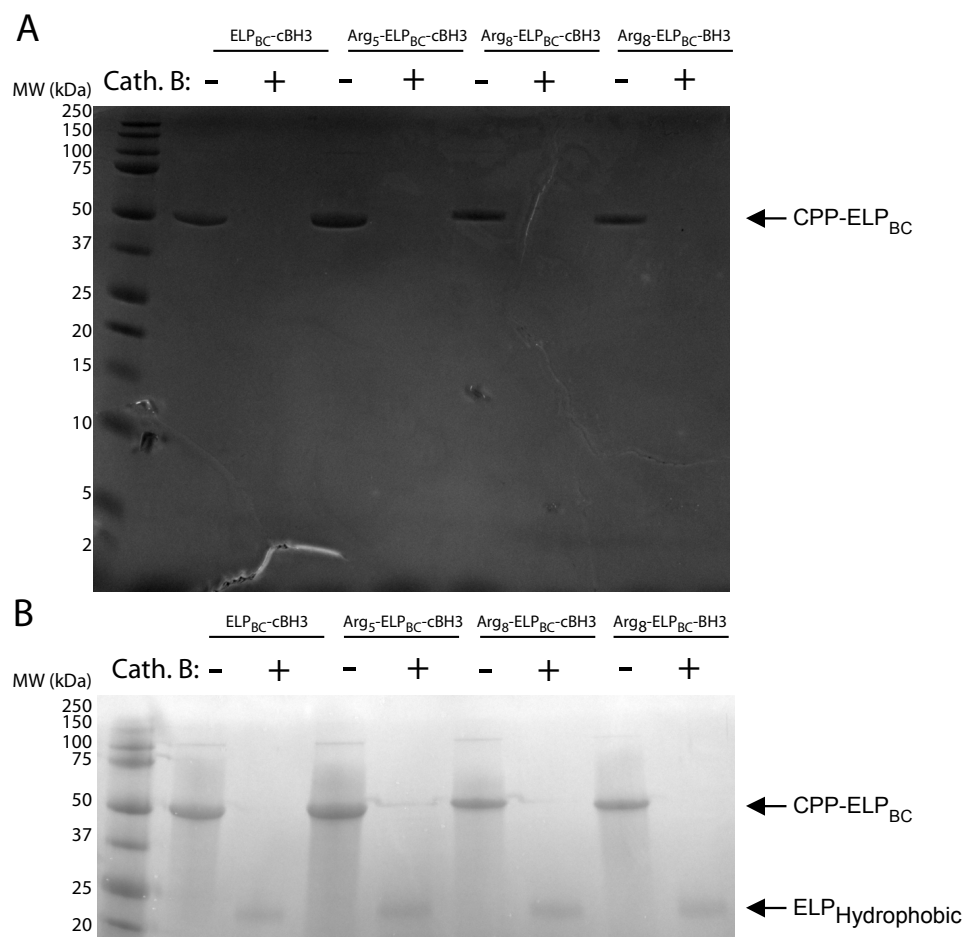 A
ELPBC-cBH3 Arg5-ELPBC-cBH3 Arg8-ELPBC-cBH3 Arg8-ELPBC-BH3
MW (kDa) Cath. B: - + - + - + - +
250
150
100
75
50
CPP-ELPBC
37
25
20
15
10
5
2
B
ELPBC-cBH3 Arg5-ELPBC-cBH3 Arg8-ELPBC-cBH3 Arg8-ELPBC-BH3
MW (kDa) Cath. B: - + - + - + - +
250
150
100
75
50
CPP-ELPBC
37
25
ELPHydrophobic
20